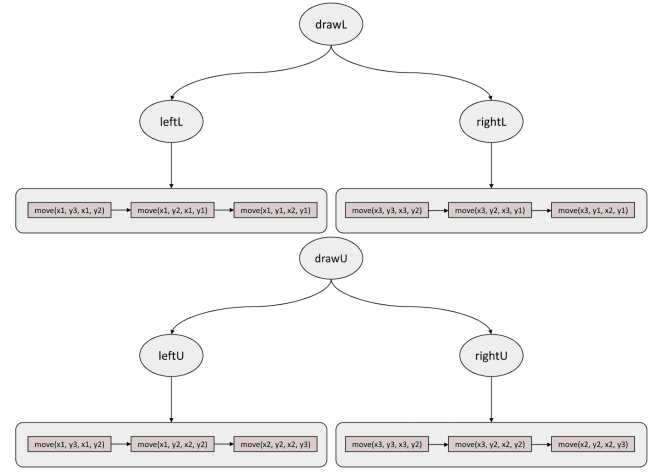 drawL
leftL
rightL
move(x1, y3, x1, y2) move(x1, y2, x1, y1) move(x1, y1, x2, y1)
move(x3, y3, x3, y2) move(x3, y2, x3, y1) move(x3, y1, x2, y1)
drawU
leftU
rightU
move(x1, y3, x1, y2) move(x1, y2, x2, y2) move(x2, y2, x2, y3)
move(x3, y3, x3, y2) move(x3, y2, x2, y2) move(x2, y2, x2, y3)